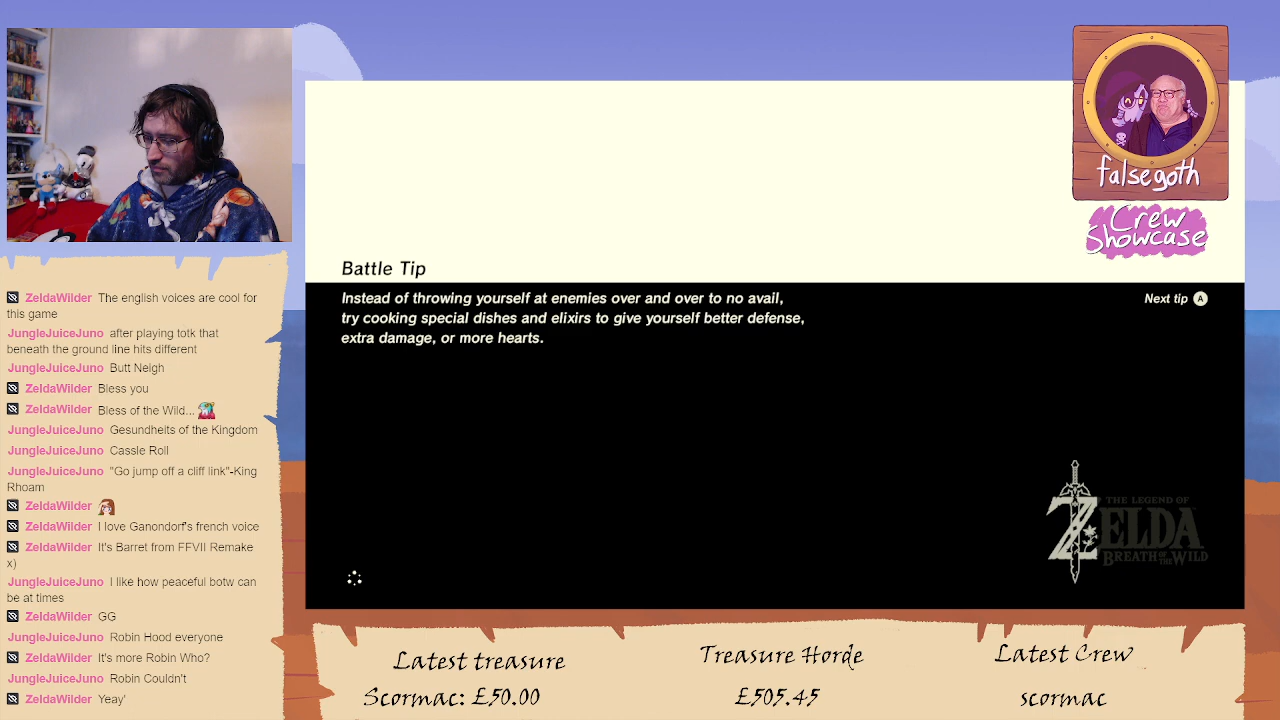 falsegoth
Crew
Showcase
Battle Tip
Instead of throwing yourself at enemies over and over to no avail,
try cooking special dishes and elixirs to give yourself better defense,
extra damage, or more hearts.
Next tip A
THE LEGEND OF
ZELDA
BREATH OF THE WILD
ZeldaWilder The english voices are cool for
this game
JungleJuiceJuno after playing totk that
beneath the ground line hits different
JungleJuiceJuno Butt Neigh
ZeldaWilder Bless you
ZeldaWilder Bless of the Wild...
JungleJuiceJuno Gesundheits of the Kingdom
JungleJuiceJuno Cassle Roll
JungleJuiceJuno "Go jump off a cliff link"-King
Rhoam
ZeldaWilder
ZeldaWilder I love Ganondorf's french voice
ZeldaWilder It's Barret from FFVII Remake
x)
JungleJuiceJuno I like how peaceful botw can
be at times
ZeldaWilder GG
JungleJuiceJuno Robin Hood everyone
ZeldaWilder It's more Robin Who?
JungleJuiceJuno Robin Couldn't
ZeldaWilder Yeay'
Latest treasure
Scormac: £50.00
Treasure Horde
£505.45
Latest Crew
scormac